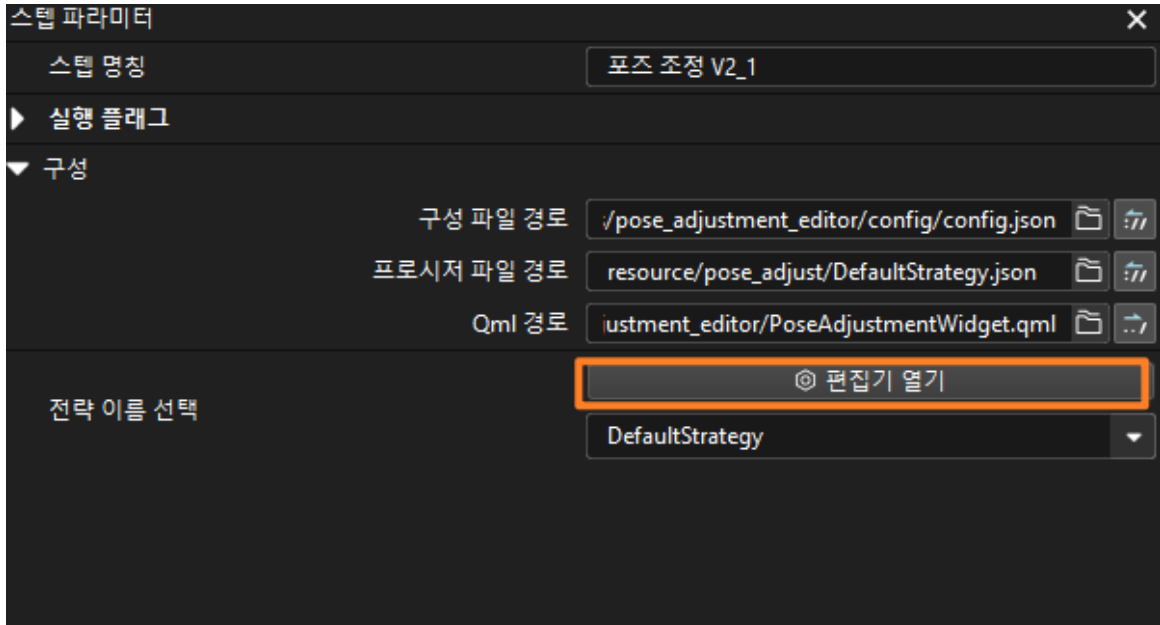 스텝 파라미터
스텝 명칭 포즈 조정 V2_1
실행 플래그
구성
구성 파일 경로 :/pose_adjustment_editor/config/config.json
프로시저 파일 경로 resource/pose_adjust/DefaultStrategy.json
Qml 경로 justment_editor/PoseAdjustmentWidget.qml
편집기 열기
전략 이름 선택
DefaultStrategy